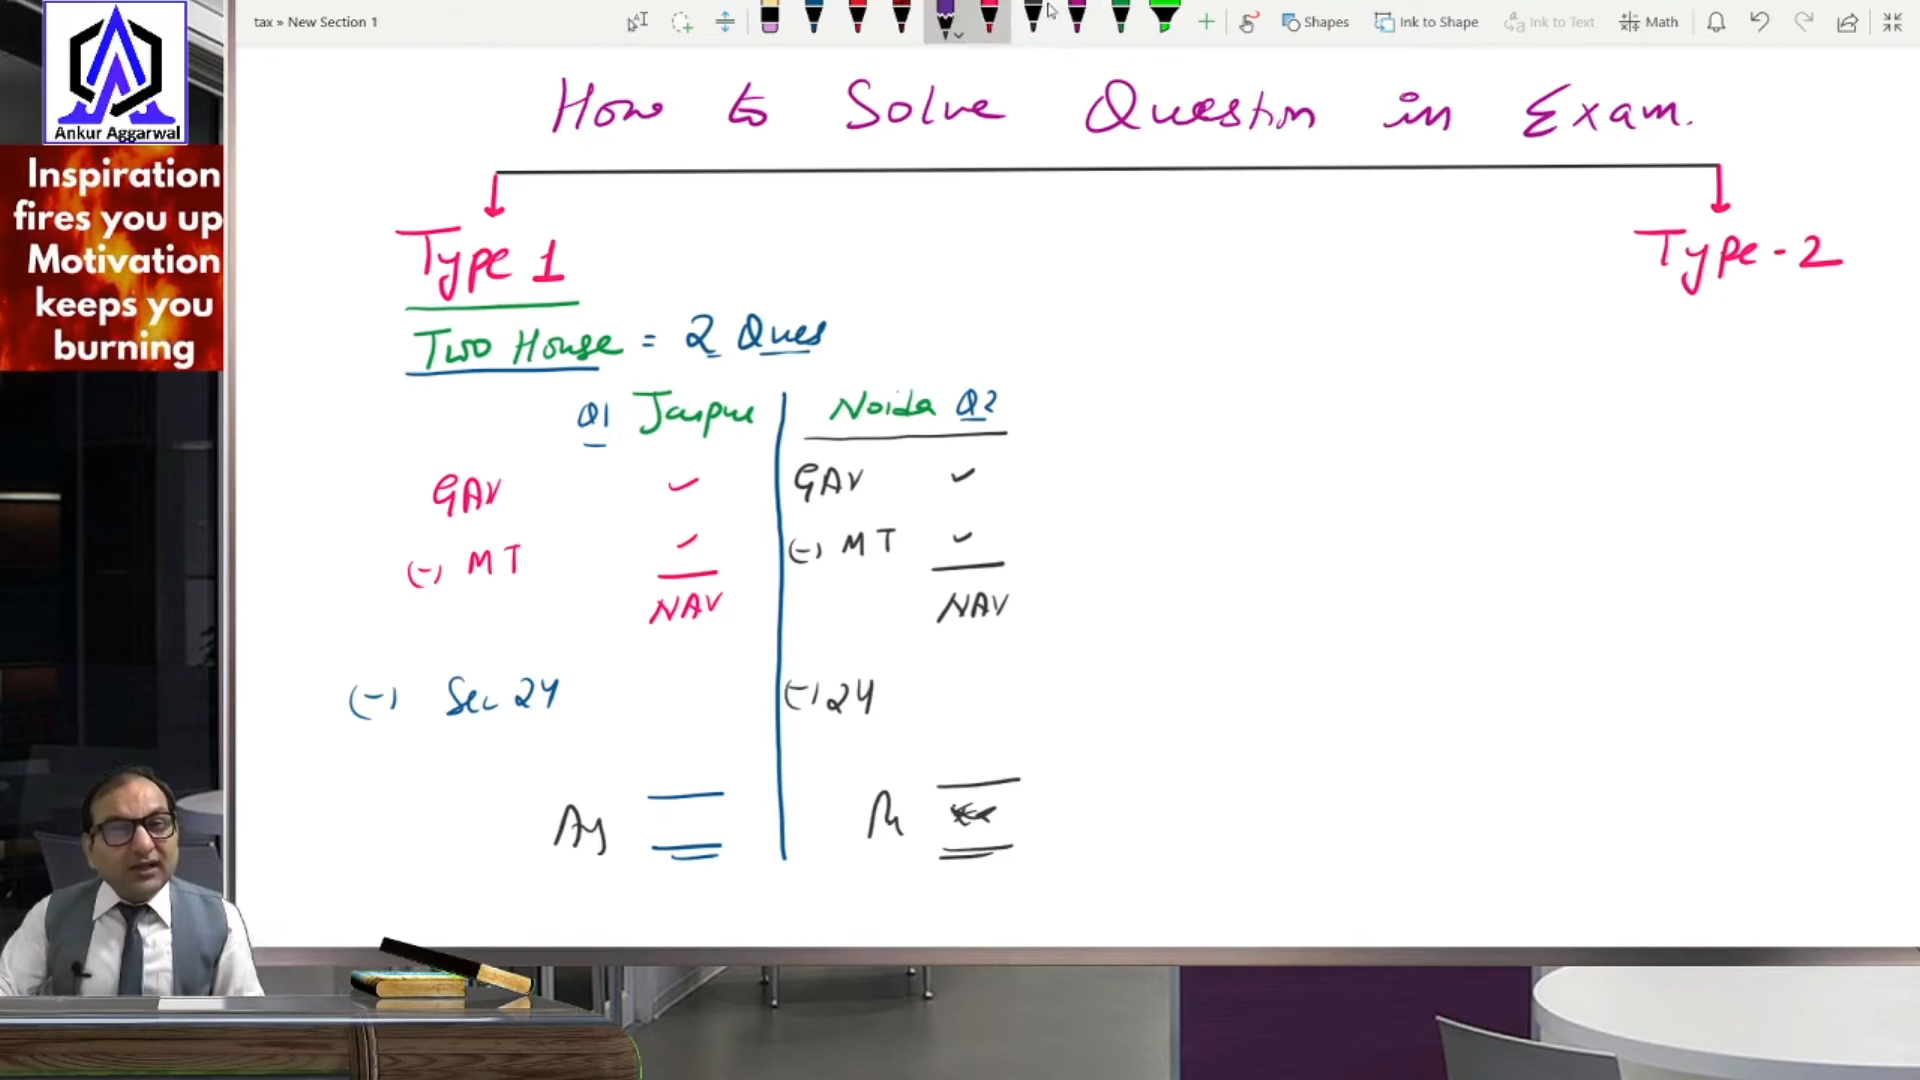 tax » New Section 1
Shapes
Ink to Shape
Ink to Text
Math
Ankur Aggarwal
Inspiration
fires you up
Motivation
keeps you
burning
How to Solve Question in Exam.
Type 1
Type - 2
Two House = 2 Ques
Q1 Jaipur
GAV
(-) MT
NAV
(-) Sec 24
Noida Q2
GAV
(-) MT
NAV
(-) 24